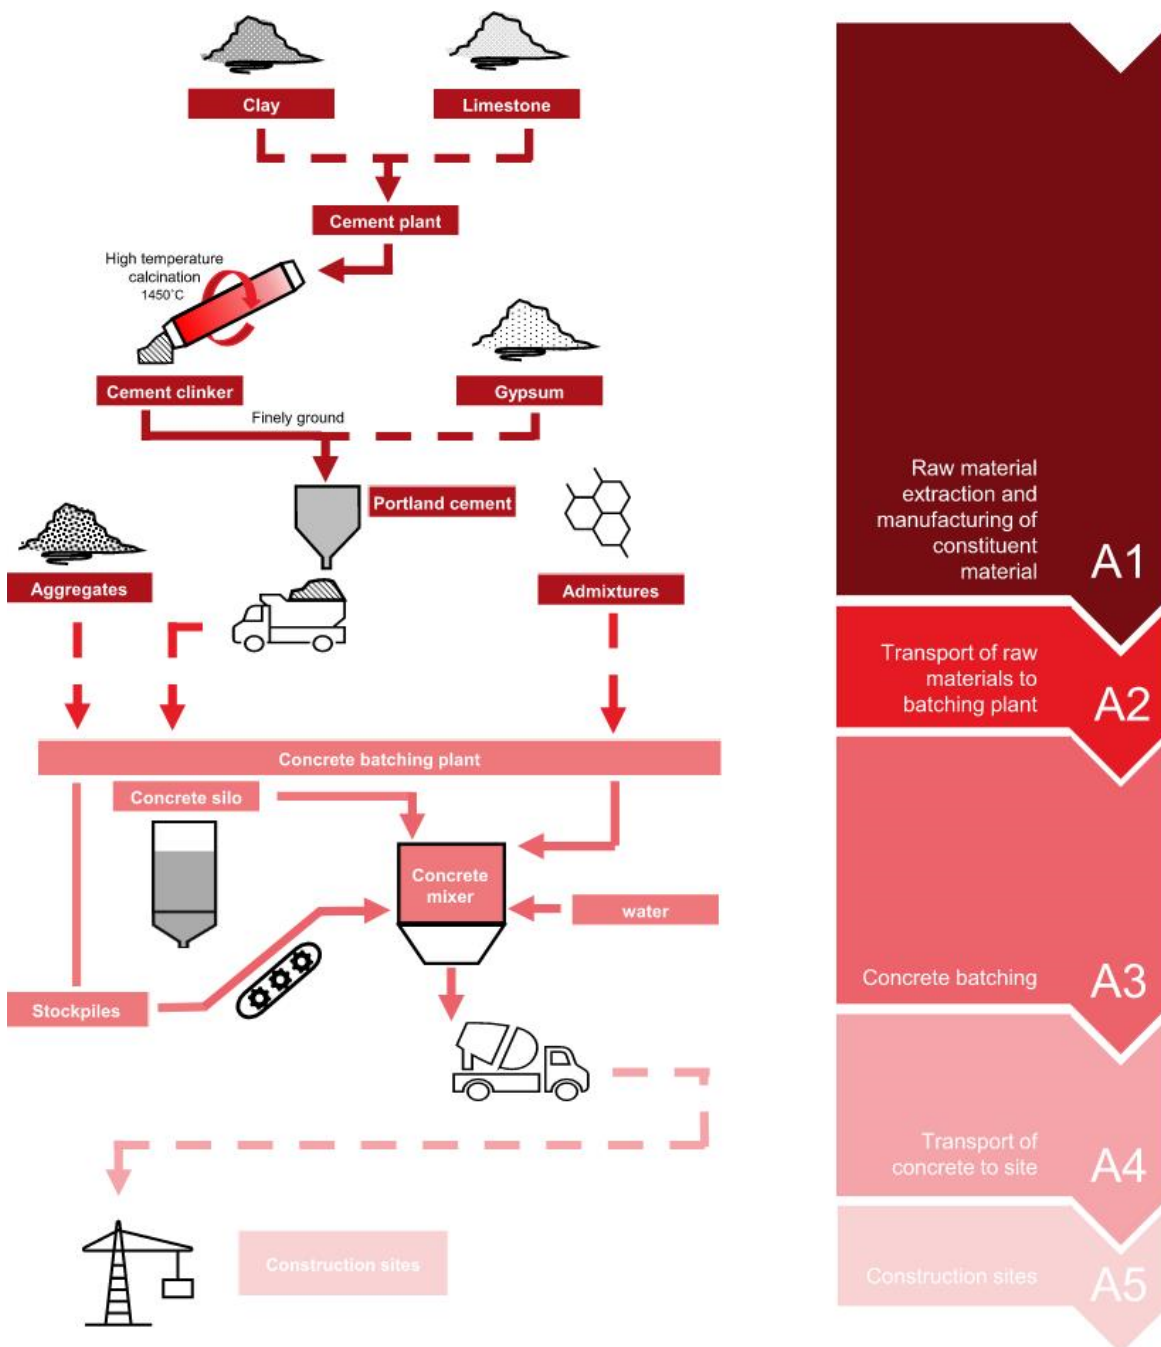 Clay
Limestone
Cement plant
High temperature
calcination
1450°C
Cement clinker
Gypsum
Finely ground
Portland cement
Aggregates
Admixtures
Concrete batching plant
Concrete silo
Concrete
mixer
water
Stockpiles
Construction sites
Raw material
extraction and
manufacturing of
constituent
material
A1
Transport of raw
materials to
batching plant
A2
Concrete batching
A3
Transport of
concrete to site
A4
Construction sites
A5